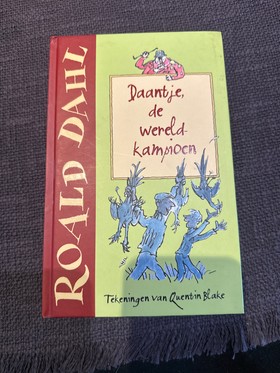 ROALD DAHL
Daantje,
de
wereld-
kampioen
Tekeningen van Quentin Blake